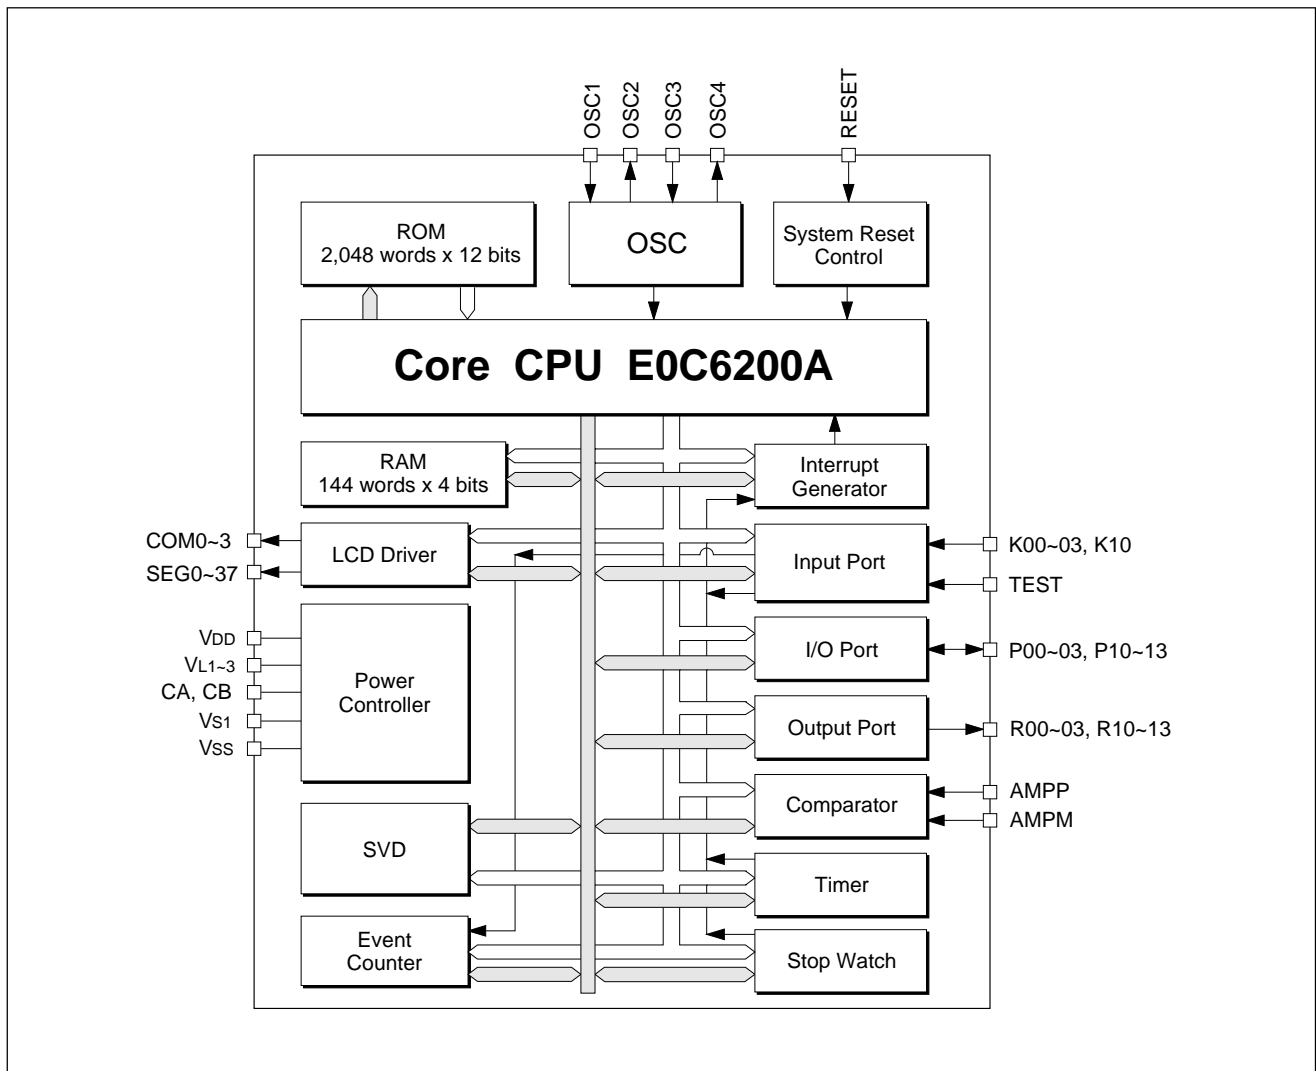 OSC1
OSC2
OSC3
OSC4
RESET
ROM
2,048 words x 12 bits
OSC
System Reset
Control
Core CPU E0C6200A
RAM
144 words x 4 bits
Interrupt
Generator
COM0~3
SEG0~37
LCD Driver
Input Port
K00~03, K10
TEST
VDD
VL1~3
CA, CB
VS1
VSS
Power
Controller
I/O Port
P00~03, P10~13
Output Port
R00~03, R10~13
Comparator
AMPP
AMPM
SVD
Timer
Event
Counter
Stop Watch